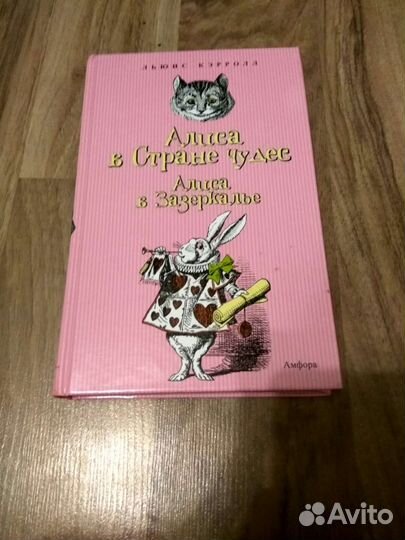 ЛЬЮИС КЭРРОЛЛ
Алиса
в Стране чудес
Алиса
в Зазеркалье
Амфора
Avito